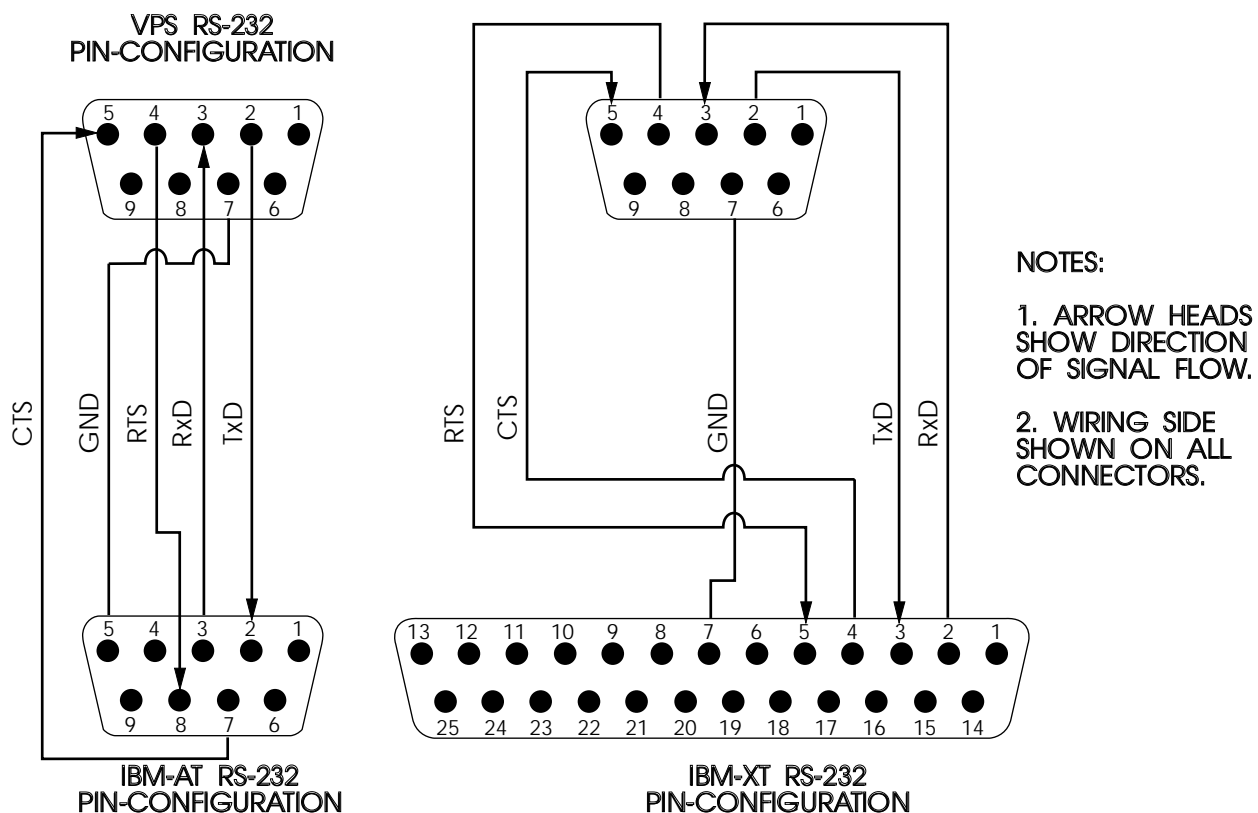 VPS RS-232
PIN-CONFIGURATION
5 4 3 2 1
9 8 7 6
CTS
GND
RTS
RxD
TxD
5 4 3 2 1
9 8 7 6
IBM-AT RS-232
PIN-CONFIGURATION
5 4 3 2 1
9 8 7 6
RTS
CTS
GND
TxD
RxD
13 12 11 10 9 8 7 6 5 4 3 2 1
25 24 23 22 21 20 19 18 17 16 15 14
IBM-XT RS-232
PIN-CONFIGURATION
NOTES:
1. ARROW HEADS
SHOW DIRECTION
OF SIGNAL FLOW.
2. WIRING SIDE
SHOWN ON ALL
CONNECTORS.